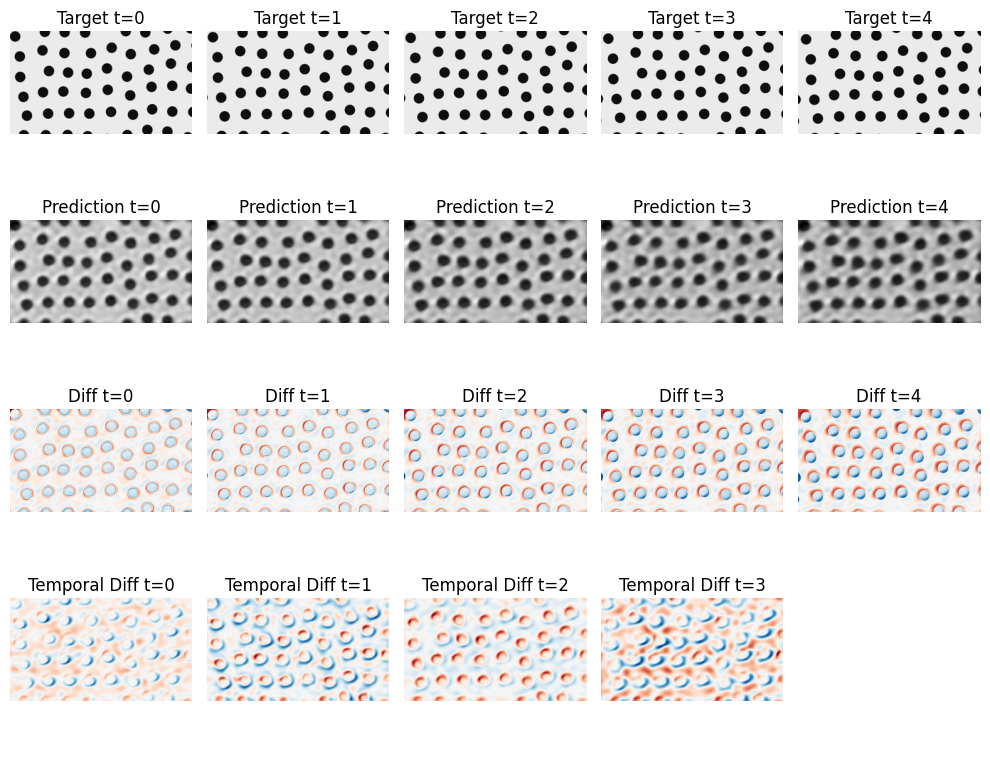 Target t=0 Target t=1 Target t=2 Target t=3 Target t=4
Prediction t=0 Prediction t=1 Prediction t=2 Prediction t=3 Prediction t=4
Diff t=0 Diff t=1 Diff t=2 Diff t=3 Diff t=4
Temporal Diff t=0 Temporal Diff t=1 Temporal Diff t=2 Temporal Diff t=3